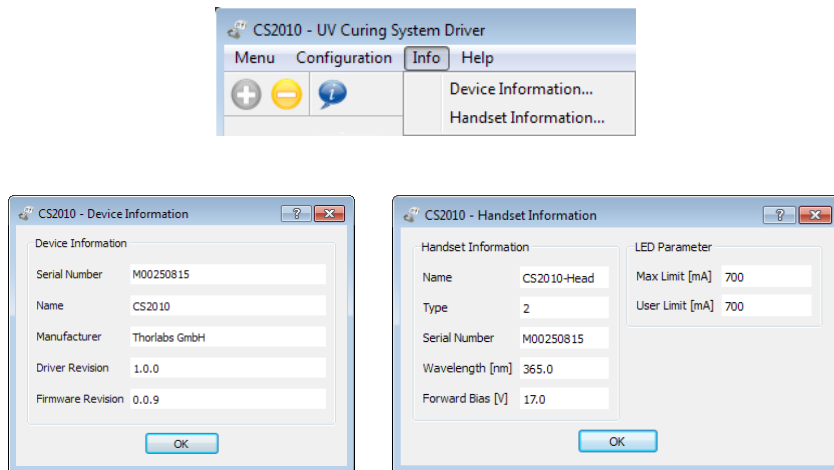 CS2010 - UV Curing System Driver
Menu Configuration Info Help
Device Information...
Handset Information...
CS2010 - Device Information
Device Information
Serial Number M00250815
Name CS2010
Manufacturer Thorlabs GmbH
Driver Revision 1.0.0
Firmware Revision 0.0.9
OK
CS2010 - Handset Information
Handset Information
Name CS2010-Head
Type 2
Serial Number M00250815
Wavelength [nm] 365.0
Forward Bias [V] 17.0
LED Parameter
Max Limit [mA] 700
User Limit [mA] 700
OK